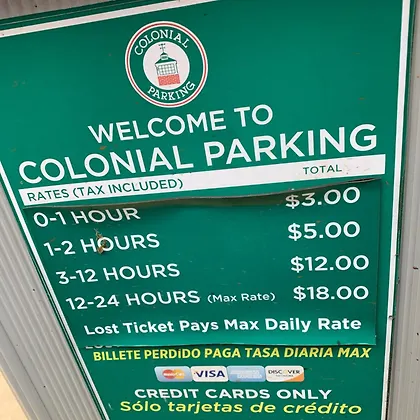 COLONIAL
PARKING
WELCOME TO
COLONIAL PARKING
RATES (TAX INCLUDED) TOTAL
0-1 HOUR $3.00
1-2 HOURS $5.00
3-12 HOURS $12.00
12-24 HOURS (Max Rate) $18.00
Lost Ticket Pays Max Daily Rate
BILLETE PERDIDO PAGA TASA DIARIA MAX
VISA DISCOVER
CREDIT CARDS ONLY
Sólo tarjetas de crédito